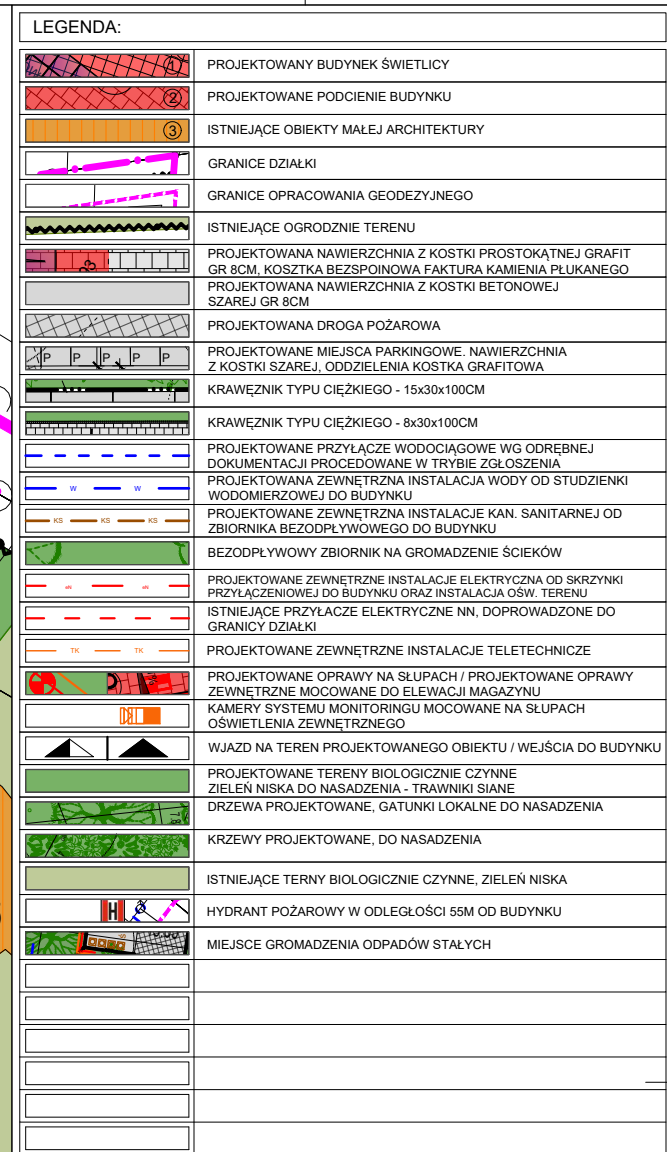 LEGENDA:
1 PROJEKTOWANY BUDYNEK ŚWIETLICY
2 PROJEKTOWANE PODCIENIE BUDYNKU
3 ISTNIEJĄCE OBIEKTY MAŁEJ ARCHITEKTURY
GRANICE DZIAŁKI
GRANICE OPRACOWANIA GEODEZYJNEGO
ISTNIEJĄCE OGRODZNIE TERENU
PROJEKTOWANA NAWIERZCHNIA Z KOSTKI PROSTOKĄTNEJ GRAFIT
GR 8CM, KOSZTKA BEZSPOINOWA FAKTURA KAMIENIA PŁUKANEGO
PROJEKTOWANA NAWIERZCHNIA Z KOSTKI BETONOWEJ
SZAREJ GR 8CM
PROJEKTOWANA DROGA POŻAROWA
P P P P
PROJEKTOWANE MIEJSCA PARKINGOWE. NAWIERZCHNIA
Z KOSTKI SZAREJ, ODDZIELENIA KOSTKA GRAFITOWA
KRAWĘZNIK TYPU CIĘŻKIEGO - 15x30x100CM
KRAWĘZNIK TYPU CIĘŻKIEGO - 8x30x100CM
PROJEKTOWANE PRZYŁĄCZE WODOCIĄGOWE WG ODRĘBNEJ
DOKUMENTACJI PROCEDOWANE W TRYBIE ZGŁOSZENIA
W W
PROJEKTOWANA ZEWNĘTRZNA INSTALACJA WODY OD STUDZIENKI
WODOMIERZOWEJ DO BUDYNKU
KS KS KS
PROJEKTOWANE ZEWNĘTRZNA INSTALACJE KAN. SANITARNEJ OD
ZBIORNIKA BEZODPŁYWOWEGO DO BUDYNKU
BEZODPŁYWOWY ZBIORNIK NA GROMADZENIE ŚCIEKÓW
eN eN
PROJEKTOWANE ZEWNĘTRZNE INSTALACJE ELEKTRYCZNA OD SKRZYNKI
PRZYŁĄCZENIOWEJ DO BUDYNKU ORAZ INSTALACJA OŚW. TERENU
ISTNIEJĄCE PRZYŁACZE ELEKTRYCZNE NN, DOPROWADZONE DO
GRANICY DZIAŁKI
TK TK
PROJEKTOWANE ZEWNĘTRZNE INSTALACJE TELETECHNICZE
PROJEKTOWANE OPRAWY NA SŁUPACH / PROJEKTOWANE OPRAWY
ZEWNĘTRZNE MOCOWANE DO ELEWACJI MAGAZYNU
KAMERY SYSTEMU MONITORINGU MOCOWANE NA SŁUPACH
OŚWIETLENIA ZEWNĘTRZNEGO
WJAZD NA TEREN PROJEKTOWANEGO OBIEKTU / WEJŚCIA DO BUDYNKU
PROJEKTOWANE TERENY BIOLOGICZNIE CZYNNE
ZIELEŃ NISKA DO NASADZENIA - TRAWNIKI SIANE
DRZEWA PROJEKTOWANE, GATUNKI LOKALNE DO NASADZENIA
KRZEWY PROJEKTOWANE, DO NASADZENIA
ISTNIEJĄCE TERNY BIOLOGICZNIE CZYNNE, ZIELEŃ NISKA
H HYDRANT POŻAROWY W ODLEGŁOŚCI 55M OD BUDYNKU
MIEJSCE GROMADZENIA ODPADÓW STAŁYCH